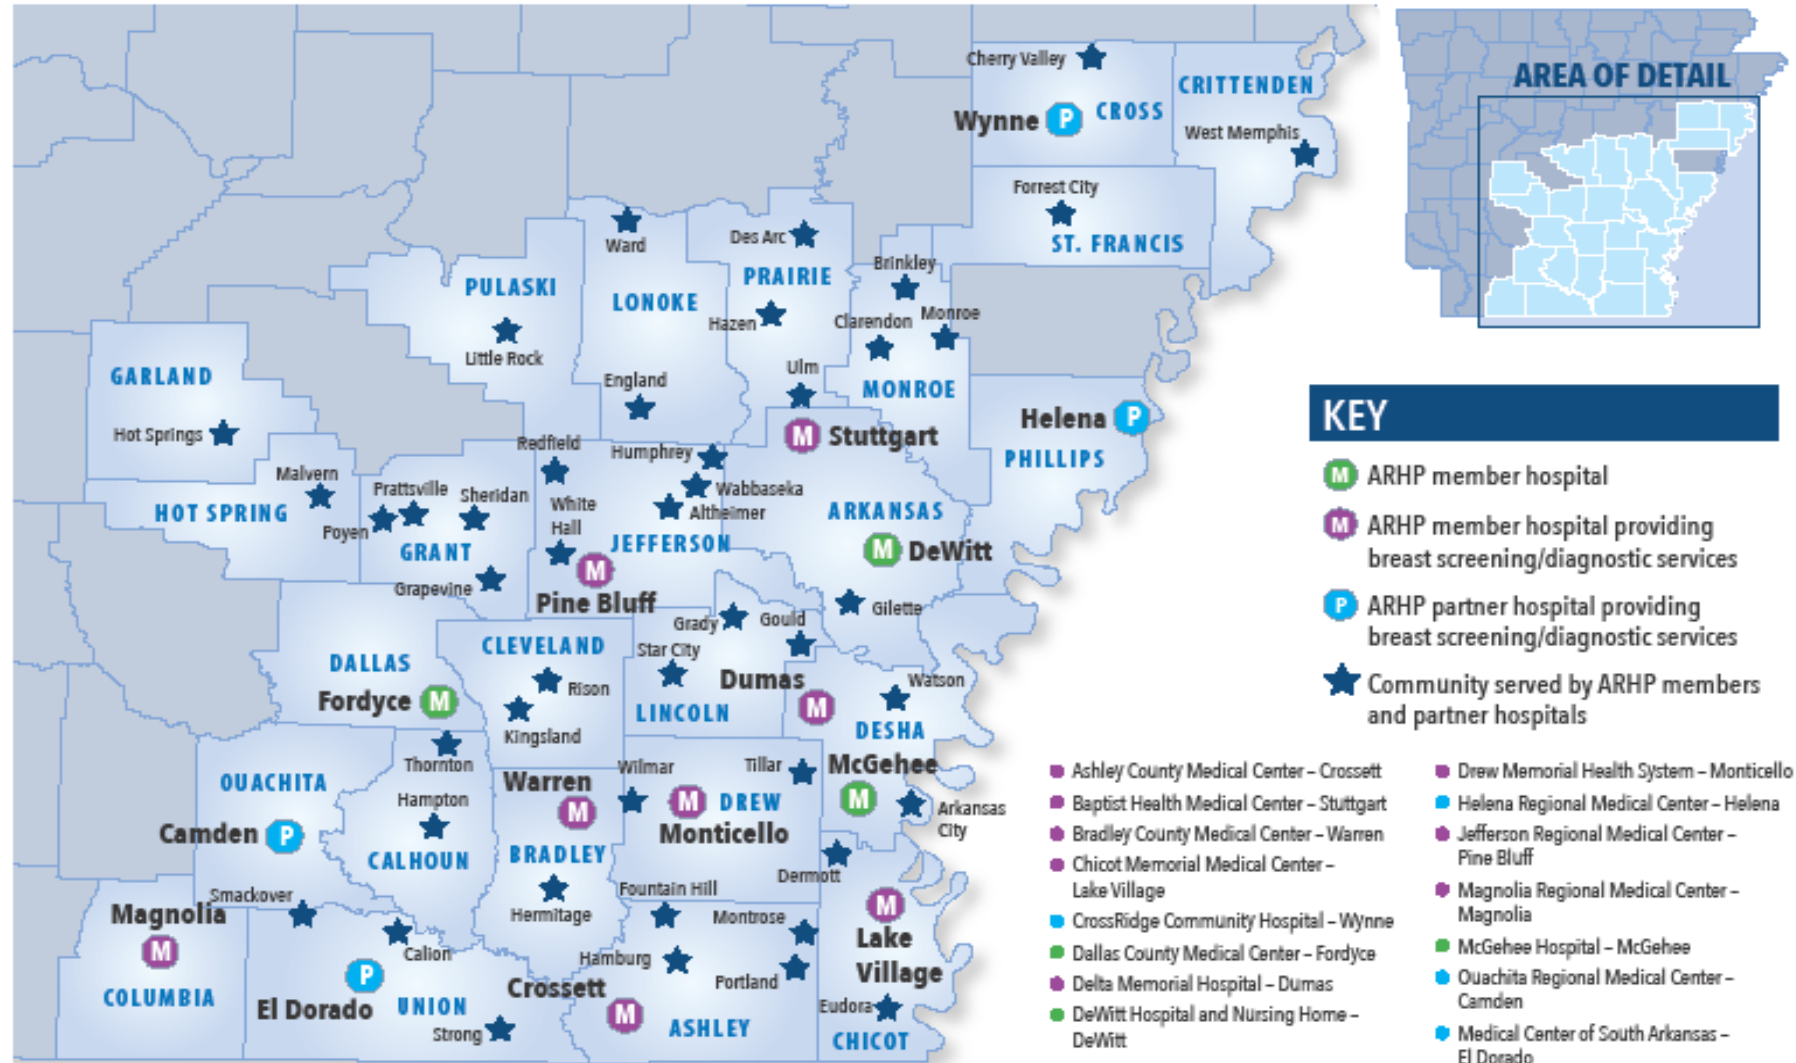 Cherry Valley
CRITTENDEN
Wynne P CROSS
West Memphis
Forrest City
ST. FRANCIS
Ward
Des Arc
PRAIRIE
Brinkley
PULASKI
LONOKE
Hazen
Clarendon
Monroe
Little Rock
Ulm
England
MONROE
GARLAND
Hot Springs
Helena P
PHILLIPS
M Stuttgart
Redfield
Humphrey
Malvern
Prattsville
Sheridan
White
Hall
Wabbaseka
Altheimer
HOT SPRING
Poyen
GRANT
JEFFERSON
ARKANSAS
M DeWitt
Grapevine
M
Pine Bluff
Gilette
Grady
Gould
CLEVELAND
Star City
DALLAS
Fordyce M
Rison
Dumas
M
Watson
LINCOLN
DESHA
Kingsland
Thornton
OUACHITA
Hampton
Warren
M
Wilmar
Tillar
McGehee
M
M DREW
Monticello
Arkansas
City
Camden P
CALHOUN
BRADLEY
Dermott
Smackover
Hermitage
Fountain Hill
Montrose
M
Lake
Village
Magnolia
M
COLUMBIA
Calion
P
El Dorado
UNION
Strong
Hamburg
Portland
Crossett
M
ASHLEY
Eudora
CHICOT
AREA OF DETAIL
KEY
M ARHP member hospital
M ARHP member hospital providing
breast screening/diagnostic services
P ARHP partner hospital providing
breast screening/diagnostic services
Community served by ARHP members
and partner hospitals
Ashley County Medical Center – Crossett
Baptist Health Medical Center – Stuttgart
Bradley County Medical Center – Warren
Chicot Memorial Medical Center –
Lake Village
CrossRidge Community Hospital – Wynne
Dallas County Medical Center – Fordyce
Delta Memorial Hospital – Dumas
DeWitt Hospital and Nursing Home –
DeWitt
Drew Memorial Health System – Monticello
Helena Regional Medical Center – Helena
Jefferson Regional Medical Center –
Pine Bluff
Magnolia Regional Medical Center –
Magnolia
McGehee Hospital – McGehee
Ouachita Regional Medical Center –
Camden
Medical Center of South Arkansas –
El Dorado